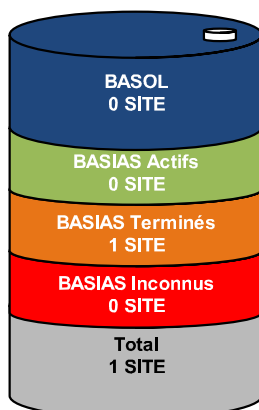 BASOL
0 SITE
BASIAS Actifs
0 SITE
BASIAS Terminés
1 SITE
BASIAS Inconnus
0 SITE
Total
1 SITE